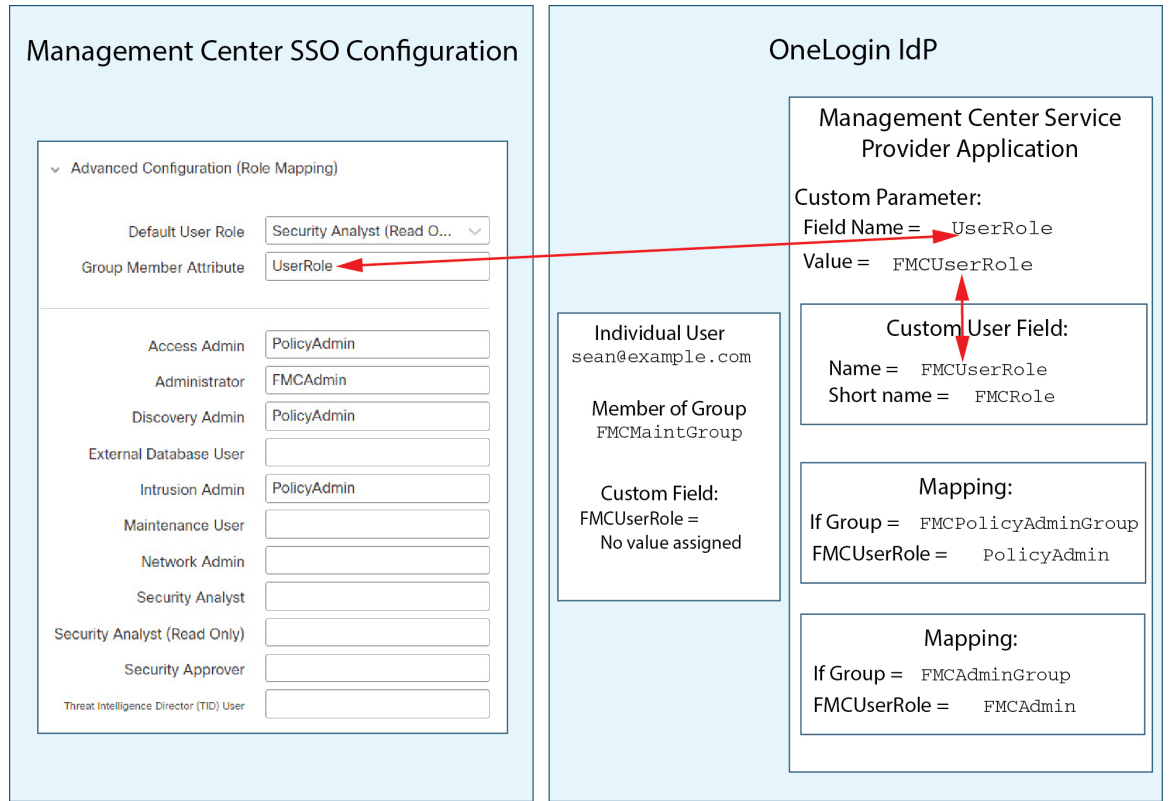 Management Center SSO Configuration
Advanced Configuration (Role Mapping)
Default User Role Security Analyst (Read O...
Group Member Attribute UserRole
Access Admin PolicyAdmin
Administrator FMCAdmin
Discovery Admin PolicyAdmin
External Database User
Intrusion Admin PolicyAdmin
Maintenance User
Network Admin
Security Analyst
Security Analyst (Read Only)
Security Approver
Threat Intelligence Director (TID) User
OneLogin IdP
Individual User
sean@example.com
Member of Group
FMCMaintGroup
Custom Field:
FMCUserRole =
No value assigned
Management Center Service
Provider Application
Custom Parameter:
Field Name = UserRole
Value = FMCUserRole
Custom User Field:
Name = FMCUserRole
Short name = FMCRole
Mapping:
If Group = FMCPolicyAdminGroup
FMCUserRole = PolicyAdmin
Mapping:
If Group = FMCAdminGroup
FMCUserRole = FMCAdmin